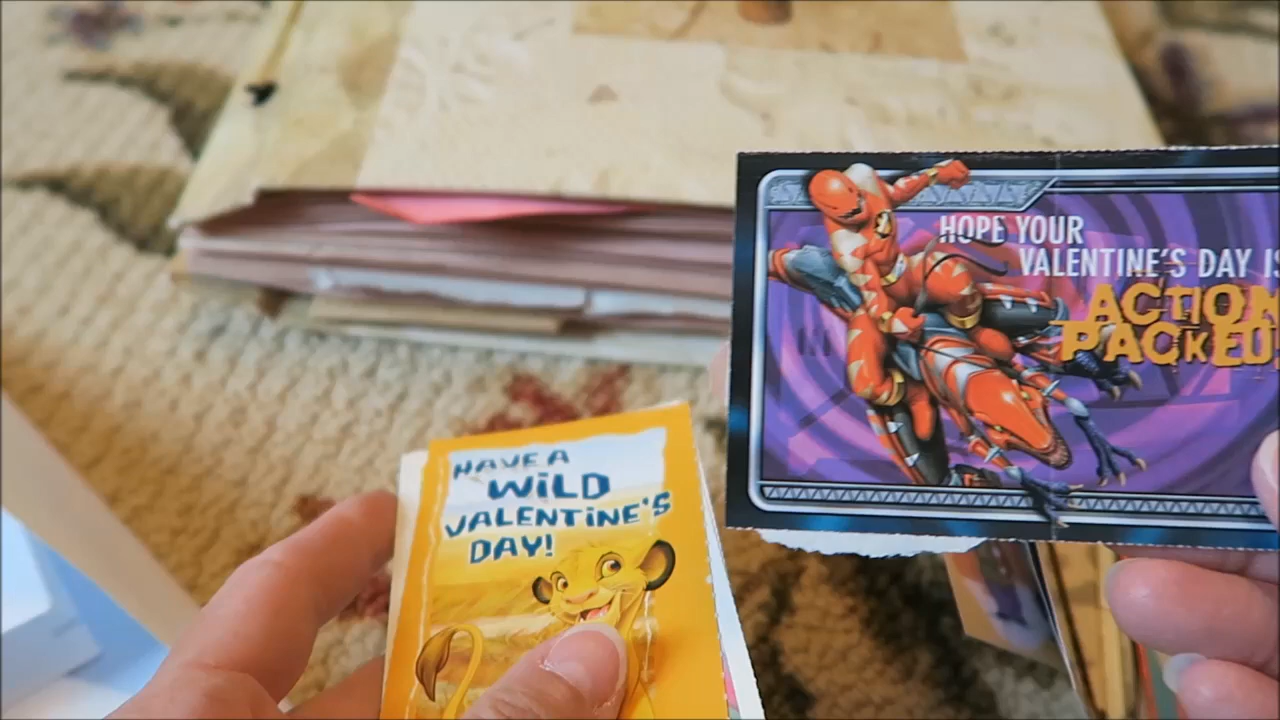 HAVE A
WiLD
VALENTiNE'S
DAY!
HOPE YOUR
VALENTINE'S DAY IS
ACTION
PACKED